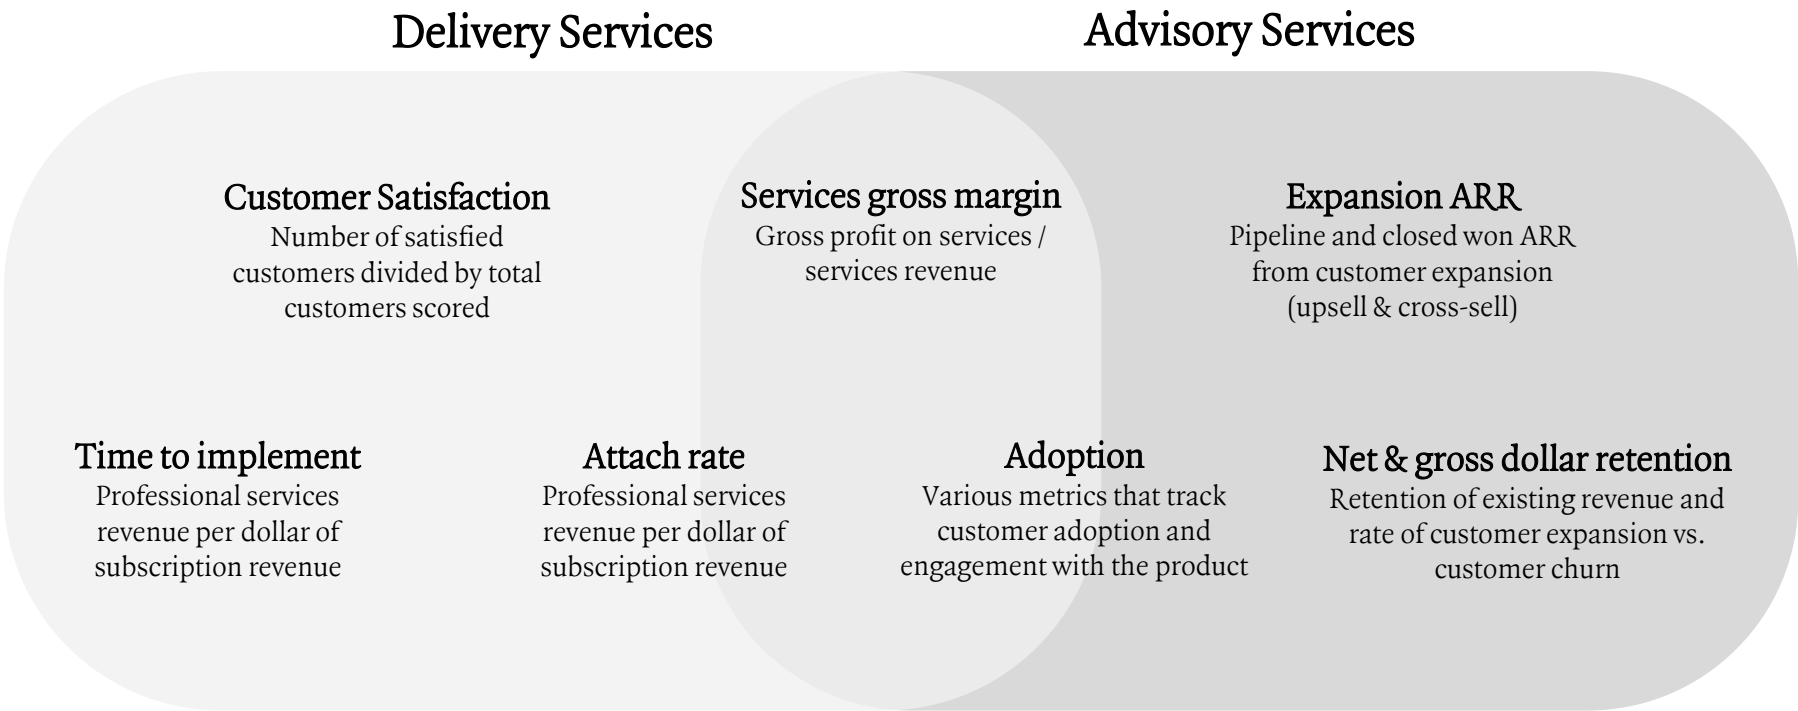 Delivery Services
Advisory Services
Customer Satisfaction
Number of satisfied
customers divided by total
customers scored
Services gross margin
Gross profit on services /
services revenue
Expansion ARR
Pipeline and closed won ARR
from customer expansion
(upsell & cross-sell)
Time to implement
Professional services
revenue per dollar of
subscription revenue
Attach rate
Professional services
revenue per dollar of
subscription revenue
Adoption
Various metrics that track
customer adoption and
engagement with the product
Net & gross dollar retention
Retention of existing revenue and
rate of customer expansion vs.
customer churn